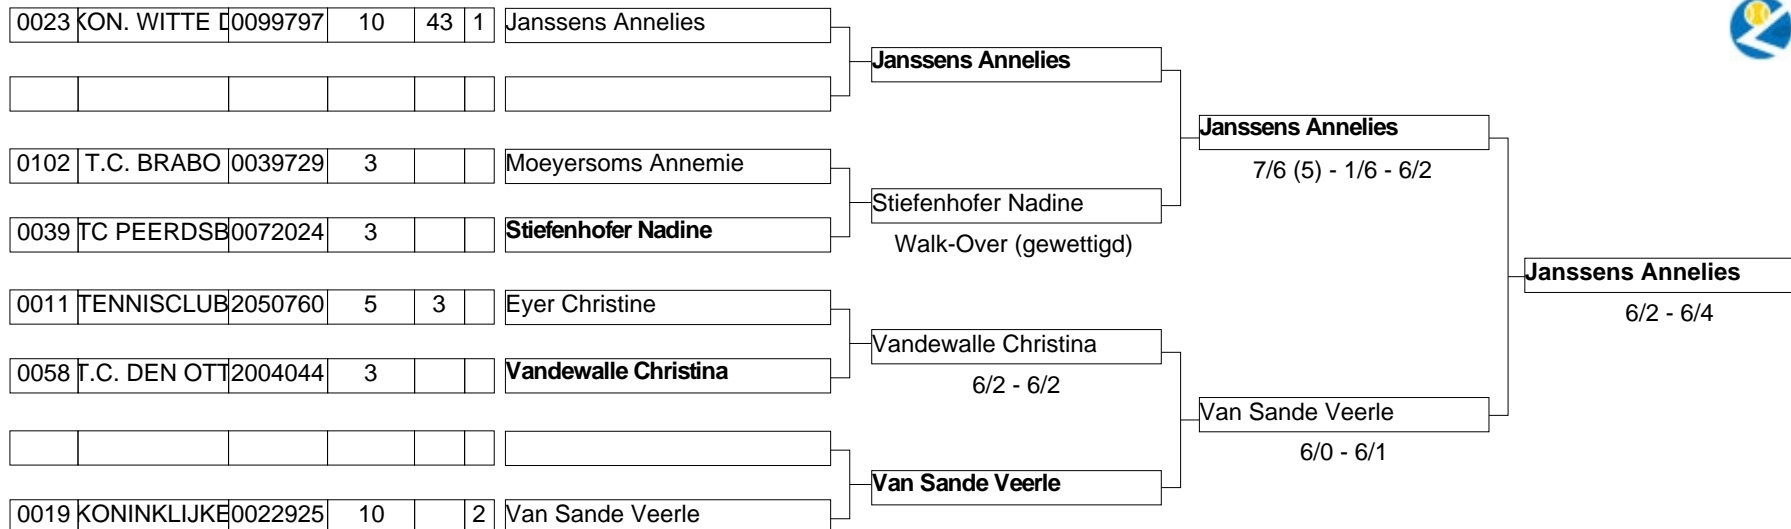 0023 KON. WITTE D 0099797 10 43 1 Janssens Annelies
Janssens Annelies
Janssens Annelies
7/6 (5) - 1/6 - 6/2
0102 T.C. BRABO 0039729 3 Moeyersoms Annemie
Stiefenhofer Nadine
0039 TC PEERDSB 0072024 3 Stiefenhofer Nadine
Walk-Over (gewettigd)
Janssens Annelies
6/2 - 6/4
0011 TENNISCLUB 2050760 5 3 Eyer Christine
Vandewalle Christina
0058 T.C. DEN OTT 2004044 3 Vandewalle Christina
6/2 - 6/2
Van Sande Veerle
6/0 - 6/1
Van Sande Veerle
0019 KONINKLIJKE 0022925 10 2 Van Sande Veerle